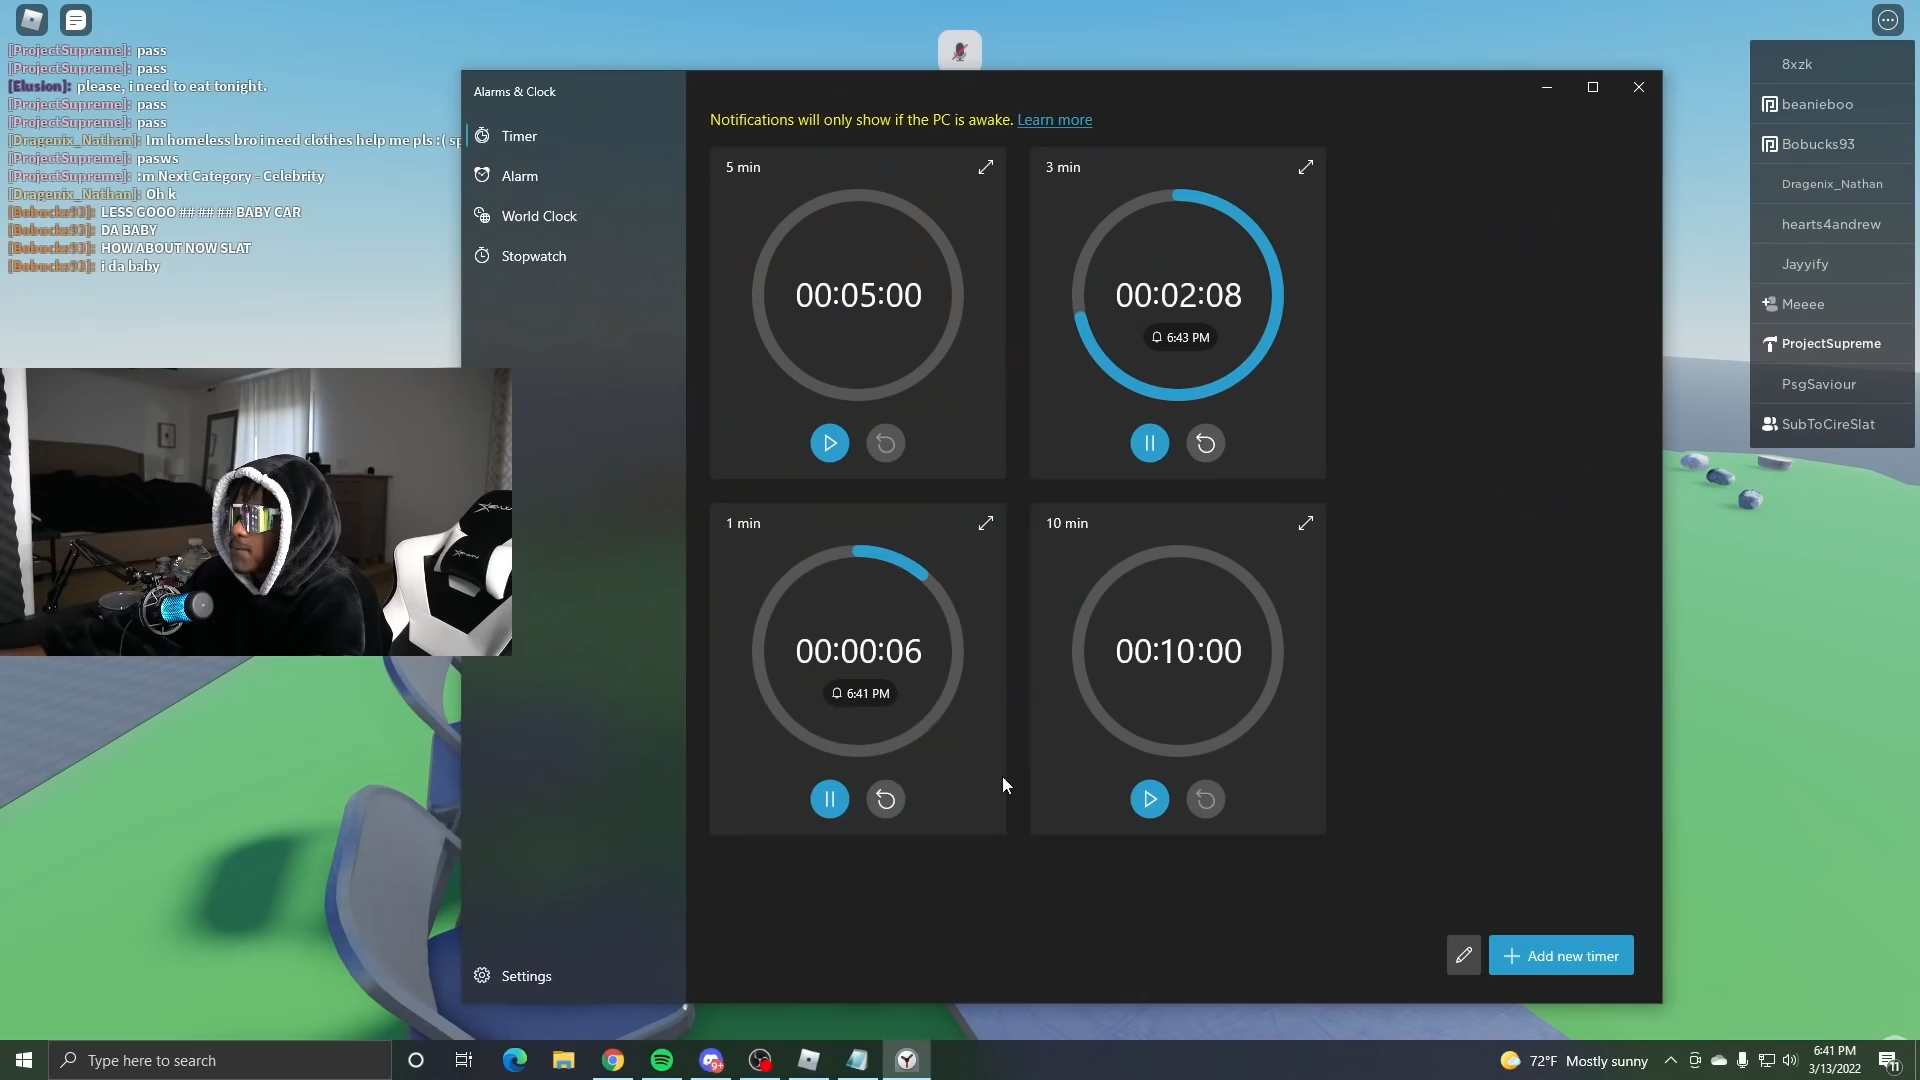 [ProjectSupreme]: pass
[ProjectSupreme]: pass
[Elusion]: please, i need to eat tonight.
[ProjectSupreme]: pass
[ProjectSupreme]: pass
[Dragenix_Nathan]: Im homeless bro i need clothes help me pls :( sp
[ProjectSupreme]: pasws
[ProjectSupreme]: :m Next Category - Celebrity
[Dragenix_Nathan]: Oh k
[Bobucks93]: LESS GOOO ## ## ## BABY CAR
[Bobucks93]: DA BABY
[Bobucks93]: HOW ABOUT NOW SLAT
[Bobucks93]: i da baby
Alarms & Clock
Timer
Alarm
World Clock
Stopwatch
Settings
Notifications will only show if the PC is awake. Learn more
5 min
00:05:00
3 min
00:02:08
6:43 PM
1 min
00:00:06
6:41 PM
10 min
00:10:00
Add new timer
8xzk
beanieboo
Bobucks93
Dragenix_Nathan
hearts4andrew
Jayyify
Meeee
ProjectSupreme
PsgSaviour
SubToCireSlat
Type here to search
9+
72°F Mostly sunny
6:41 PM
3/13/2022
11